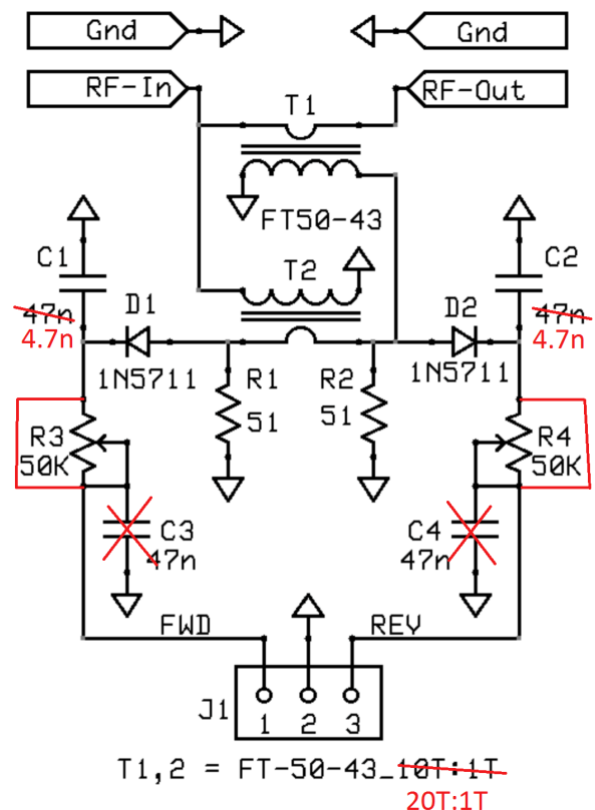 Gnd Gnd
RF-In RF-Out
T1
FT50-43
C1 T2 C2
47n D1 D2 47n
4.7n 4.7n
1N5711 R1 R2 1N5711
51 51
R3 R4
50K 50K
C3 C4
47n 47n
FWD REV
J1 1 2 3
T1,2 = FT-50-43_10T:1T
20T:1T